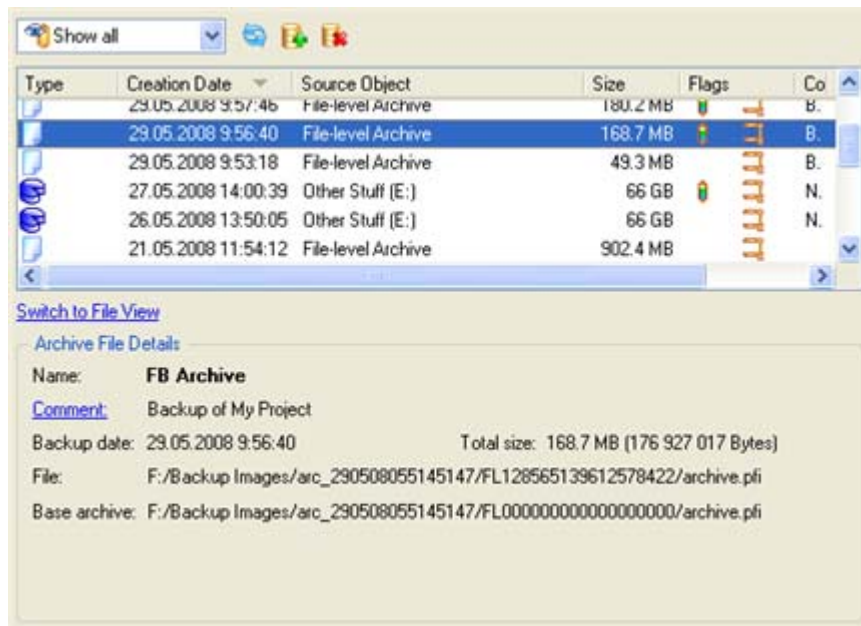 Show all
Type Creation Date Source Object Size Flags Co
29.05.2008 9:57:46 File-level Archive 180.2 MB B.
29.05.2008 9:56:40 File-level Archive 168.7 MB B.
29.05.2008 9:53:18 File-level Archive 49.3 MB B.
27.05.2008 14:00:39 Other Stuff (E:) 66 GB N.
26.05.2008 13:50:05 Other Stuff (E:) 66 GB N.
21.05.2008 11:54:12 File-level Archive 902.4 MB
Switch to File View
Archive File Details
Name: FB Archive
Comment: Backup of My Project
Backup date: 29.05.2008 9:56:40 Total size: 168.7 MB (176 927 017 Bytes)
File: F:/Backup Images/arc_290508055145147/FL128565139612578422/archive.pfi
Base archive: F:/Backup Images/arc_290508055145147/FL000000000000000000/archive.pfi